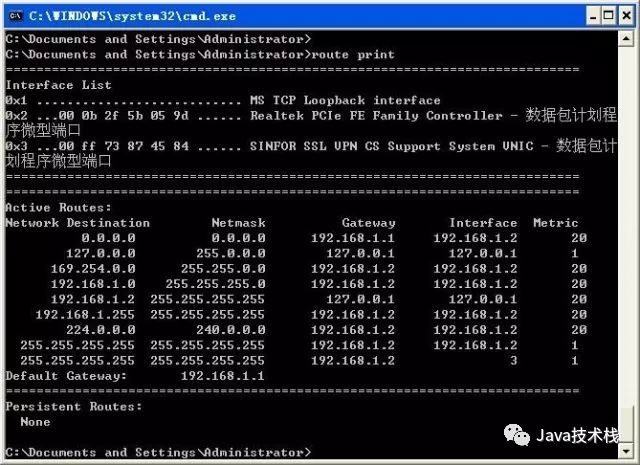 C:\WINDOWS\system32\cmd.exe
C:\Documents and Settings\Administrator>
C:\Documents and Settings\Administrator>route print
===========================================================================
Interface List
0x1 ........................... MS TCP Loopback interface
0x2 ...00 0b 2f 5b 05 9d ...... Realtek PCIe FE Family Controller - 数据包计划程
序微型端口
0x3 ...00 ff 73 87 45 84 ...... SINFOR SSL VPN CS Support System VNIC - 数据包计
划程序微型端口
===========================================================================
===========================================================================
Active Routes:
Network Destination        Netmask          Gateway       Interface  Metric
0.0.0.0          0.0.0.0      192.168.1.1     192.168.1.2       20
127.0.0.0        255.0.0.0        127.0.0.1       127.0.0.1       1
169.254.0.0      255.255.0.0      192.168.1.2     192.168.1.2       20
192.168.1.0    255.255.255.0      192.168.1.2     192.168.1.2       20
192.168.1.2  255.255.255.255        127.0.0.1       127.0.0.1       20
192.168.1.255  255.255.255.255      192.168.1.2     192.168.1.2       20
224.0.0.0        240.0.0.0      192.168.1.2     192.168.1.2       20
255.255.255.255  255.255.255.255      192.168.1.2     192.168.1.2       1
255.255.255.255  255.255.255.255      192.168.1.2               3       1
Default Gateway:       192.168.1.1
===========================================================================
Persistent Routes:
None
Java技术栈
C:\Documents and Settings\Administrator>